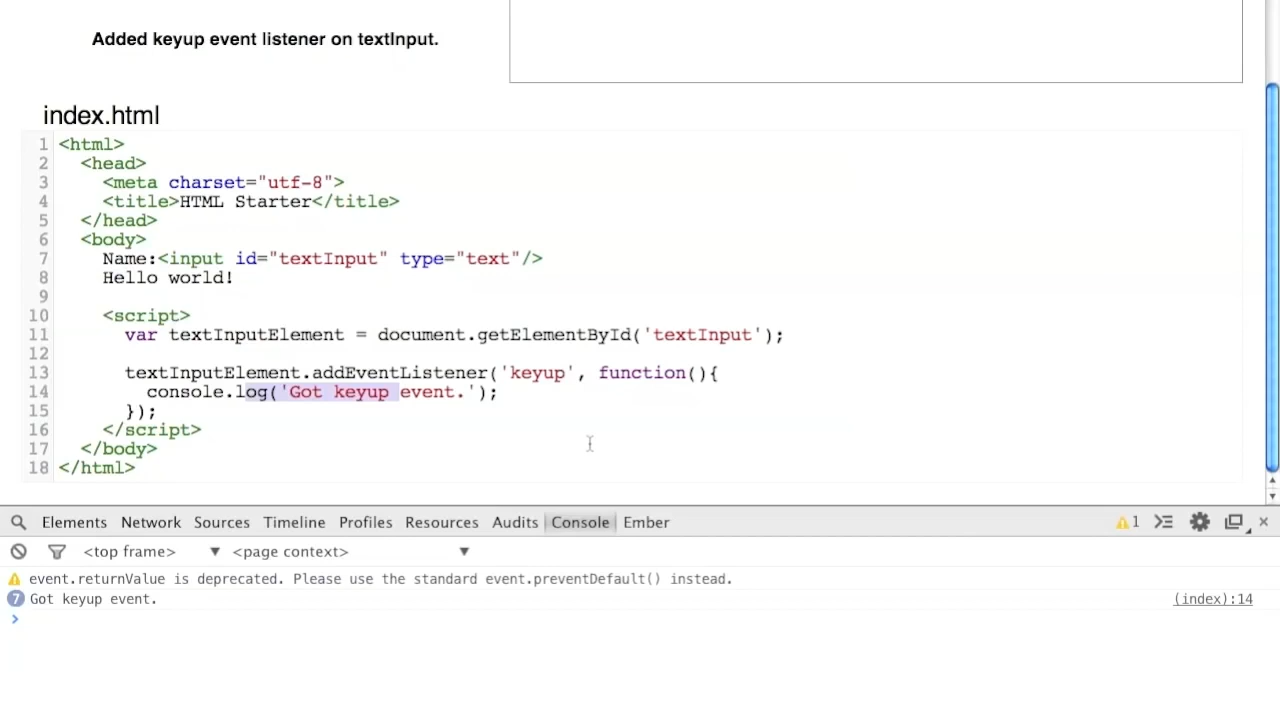 Added keyup event listener on textInput.
index.html
1 <html>
2   <head>
3     <meta charset="utf-8">
4     <title>HTML Starter</title>
5   </head>
6   <body>
7     Name:<input id="textInput" type="text"/>
8     Hello world!
9
10     <script>
11       var textInputElement = document.getElementById('textInput');
12
13       textInputElement.addEventListener('keyup', function(){
14         console.log('Got keyup event.');
15       });
16     </script>
17   </body>
18 </html>
Elements Network Sources Timeline Profiles Resources Audits Console Ember 1
<top frame> <page context>
event.returnValue is deprecated. Please use the standard event.preventDefault() instead.
7 Got keyup event. (index):14